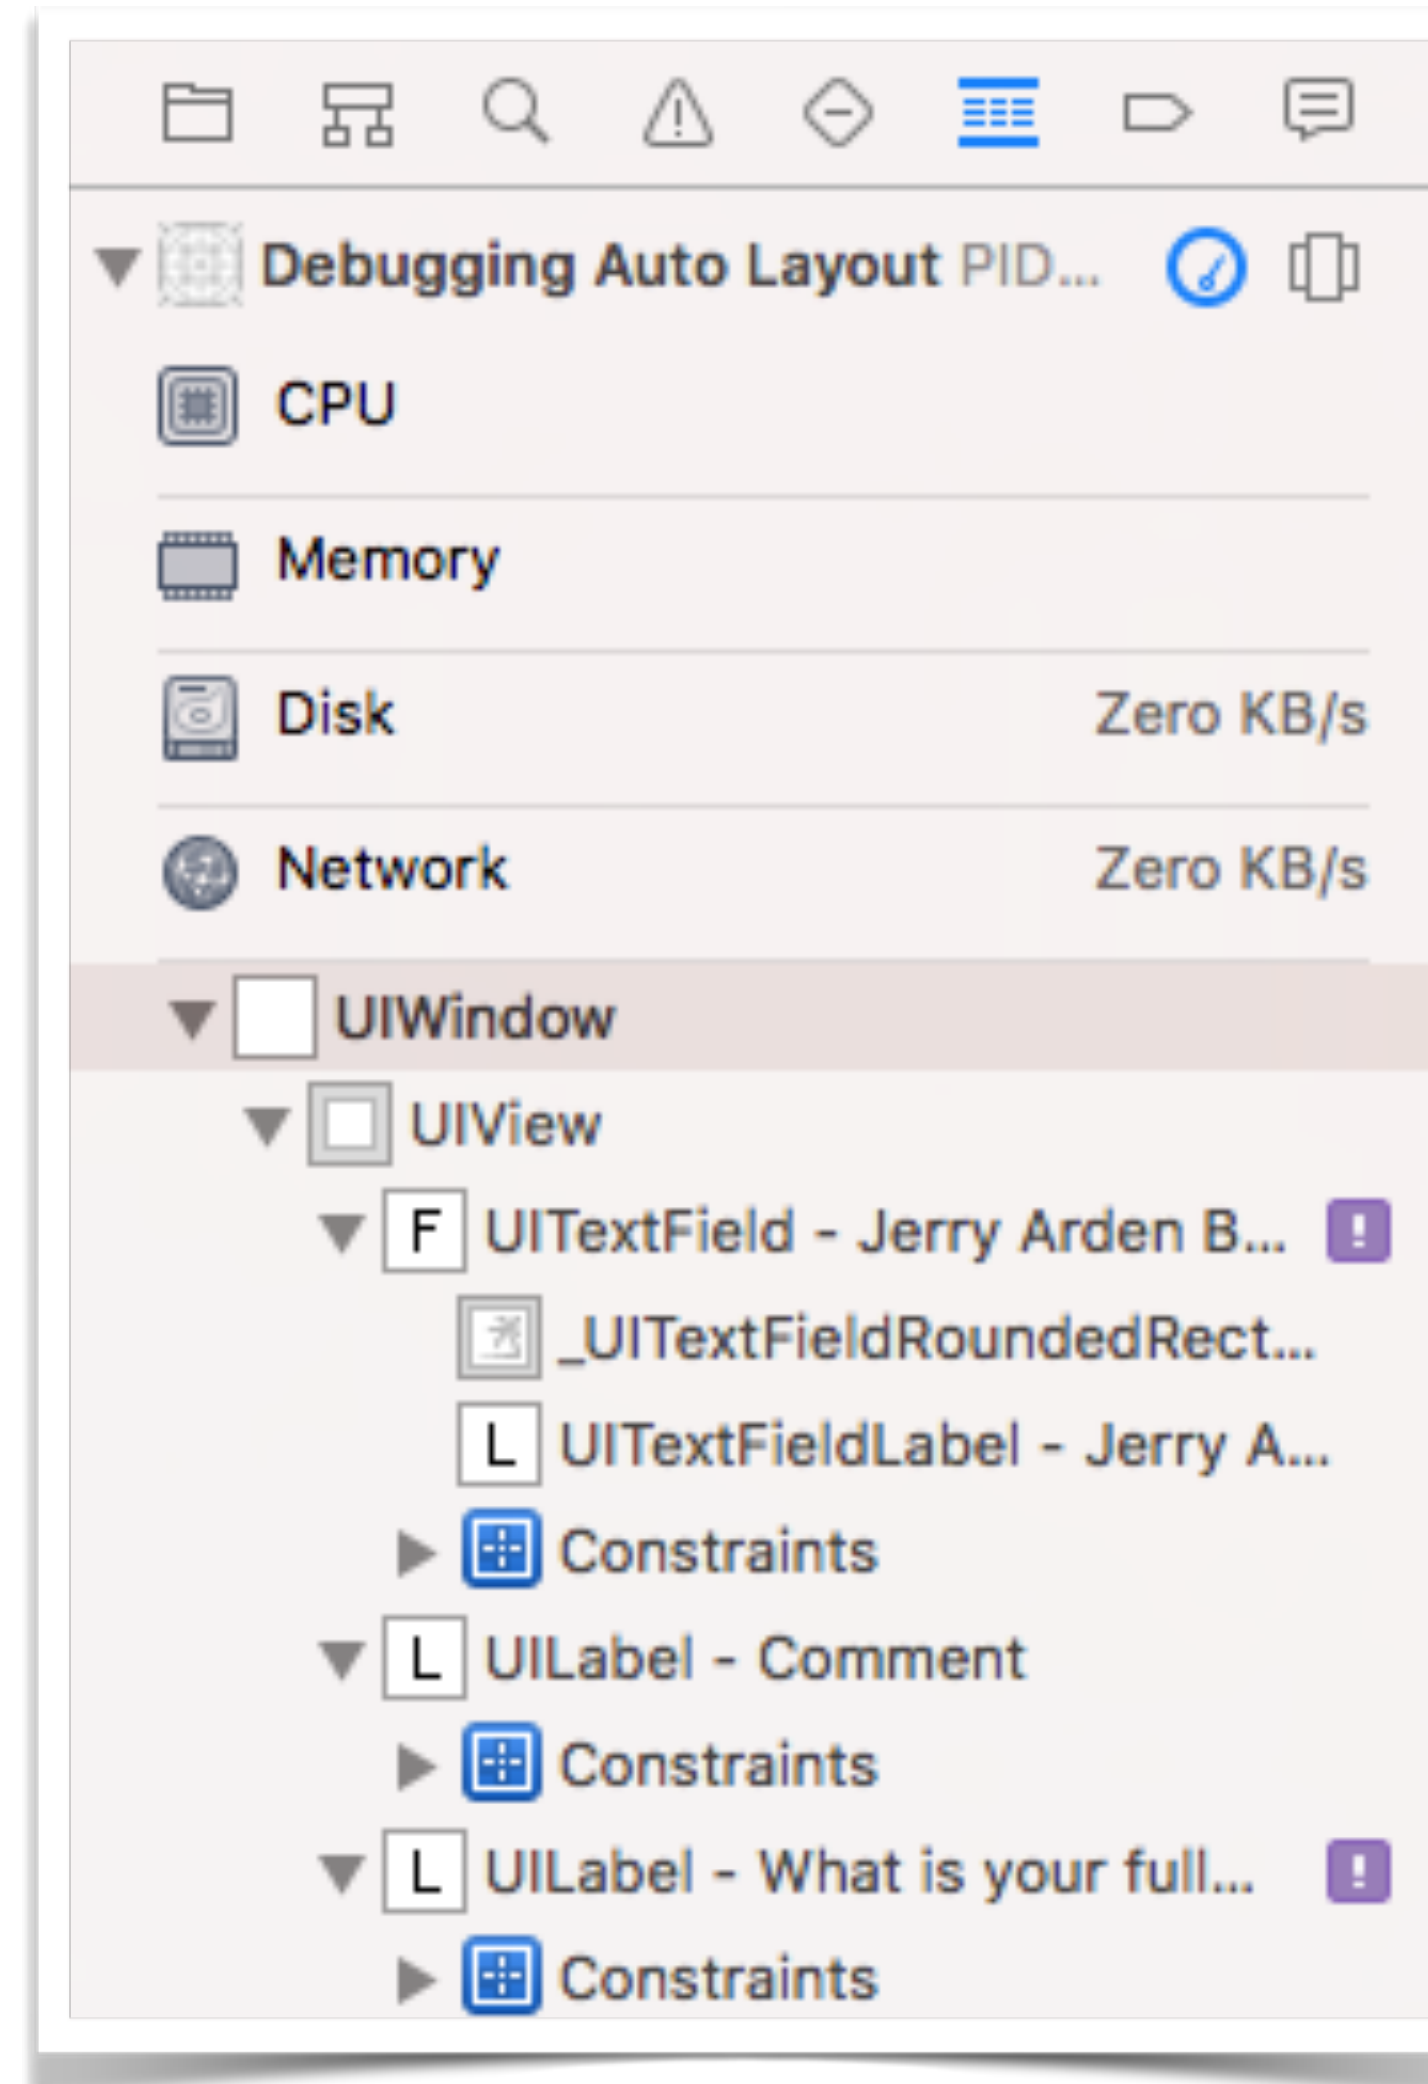 Debugging Auto Layout PID...
CPU
Memory
Disk Zero KB/s
Network Zero KB/s
UIWindow
UIView
F UITextField - Jerry Arden B... !
_UITextFieldRoundedRect...
L UITextFieldLabel - Jerry A...
Constraints
L UILabel - Comment
Constraints
L UILabel - What is your full... !
Constraints